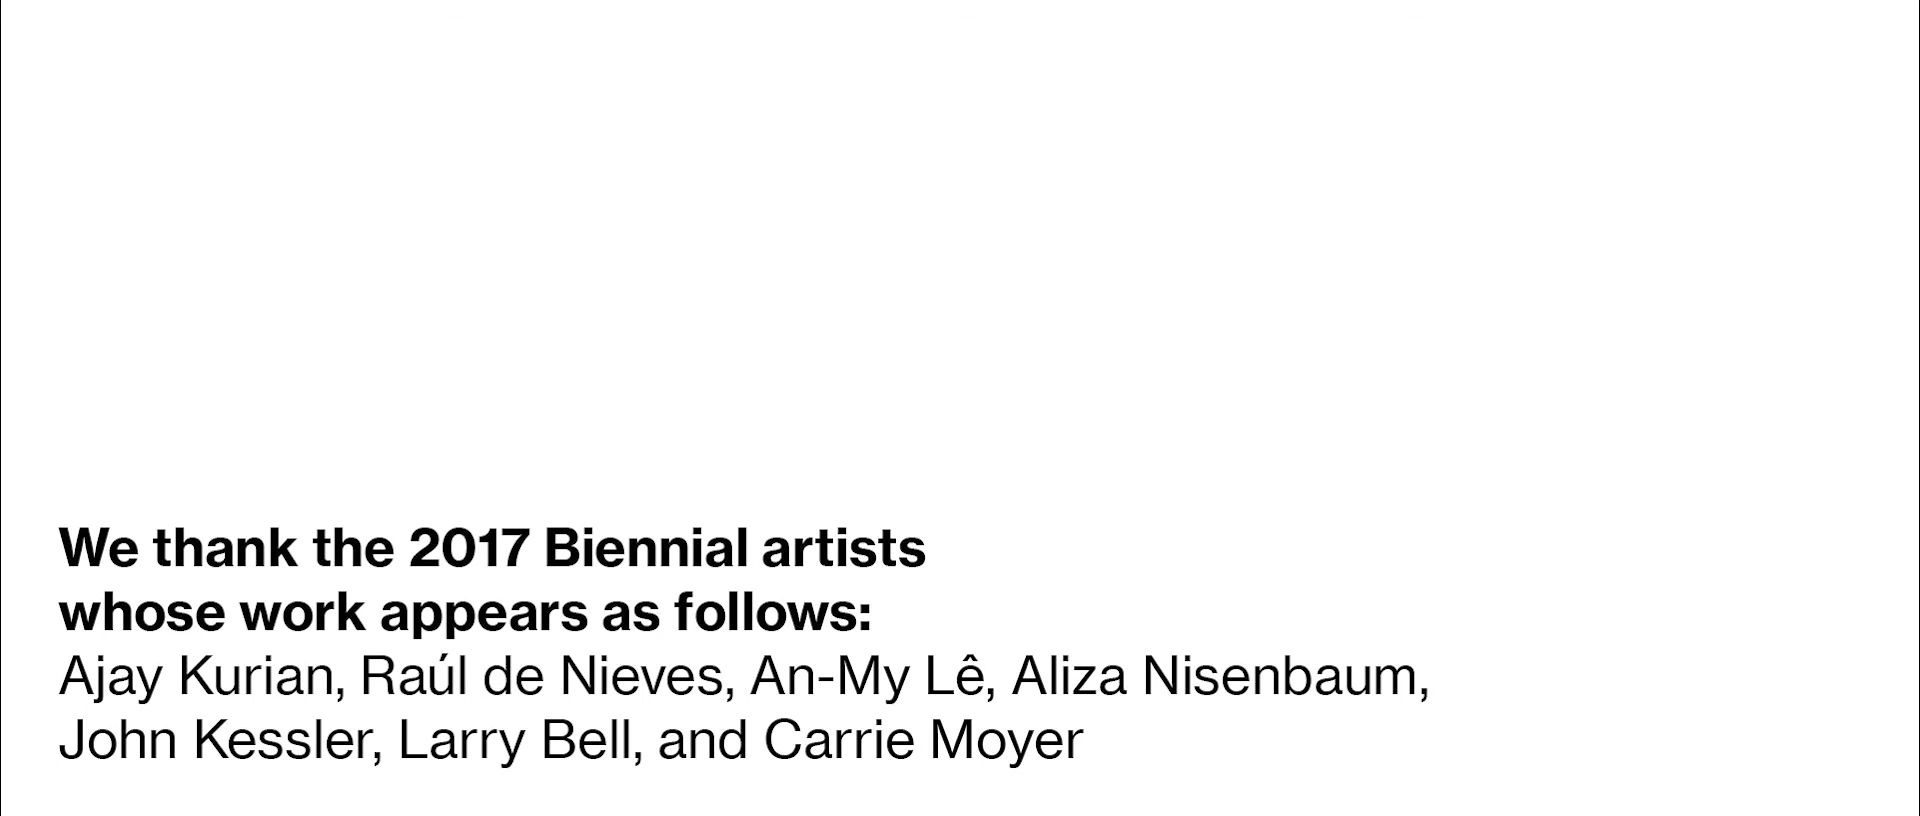 We thank the 2017 Biennial artists
whose work appears as follows:
Ajay Kurian, Raúl de Nieves, An-My Lê, Aliza Nisenbaum,
John Kessler, Larry Bell, and Carrie Moyer